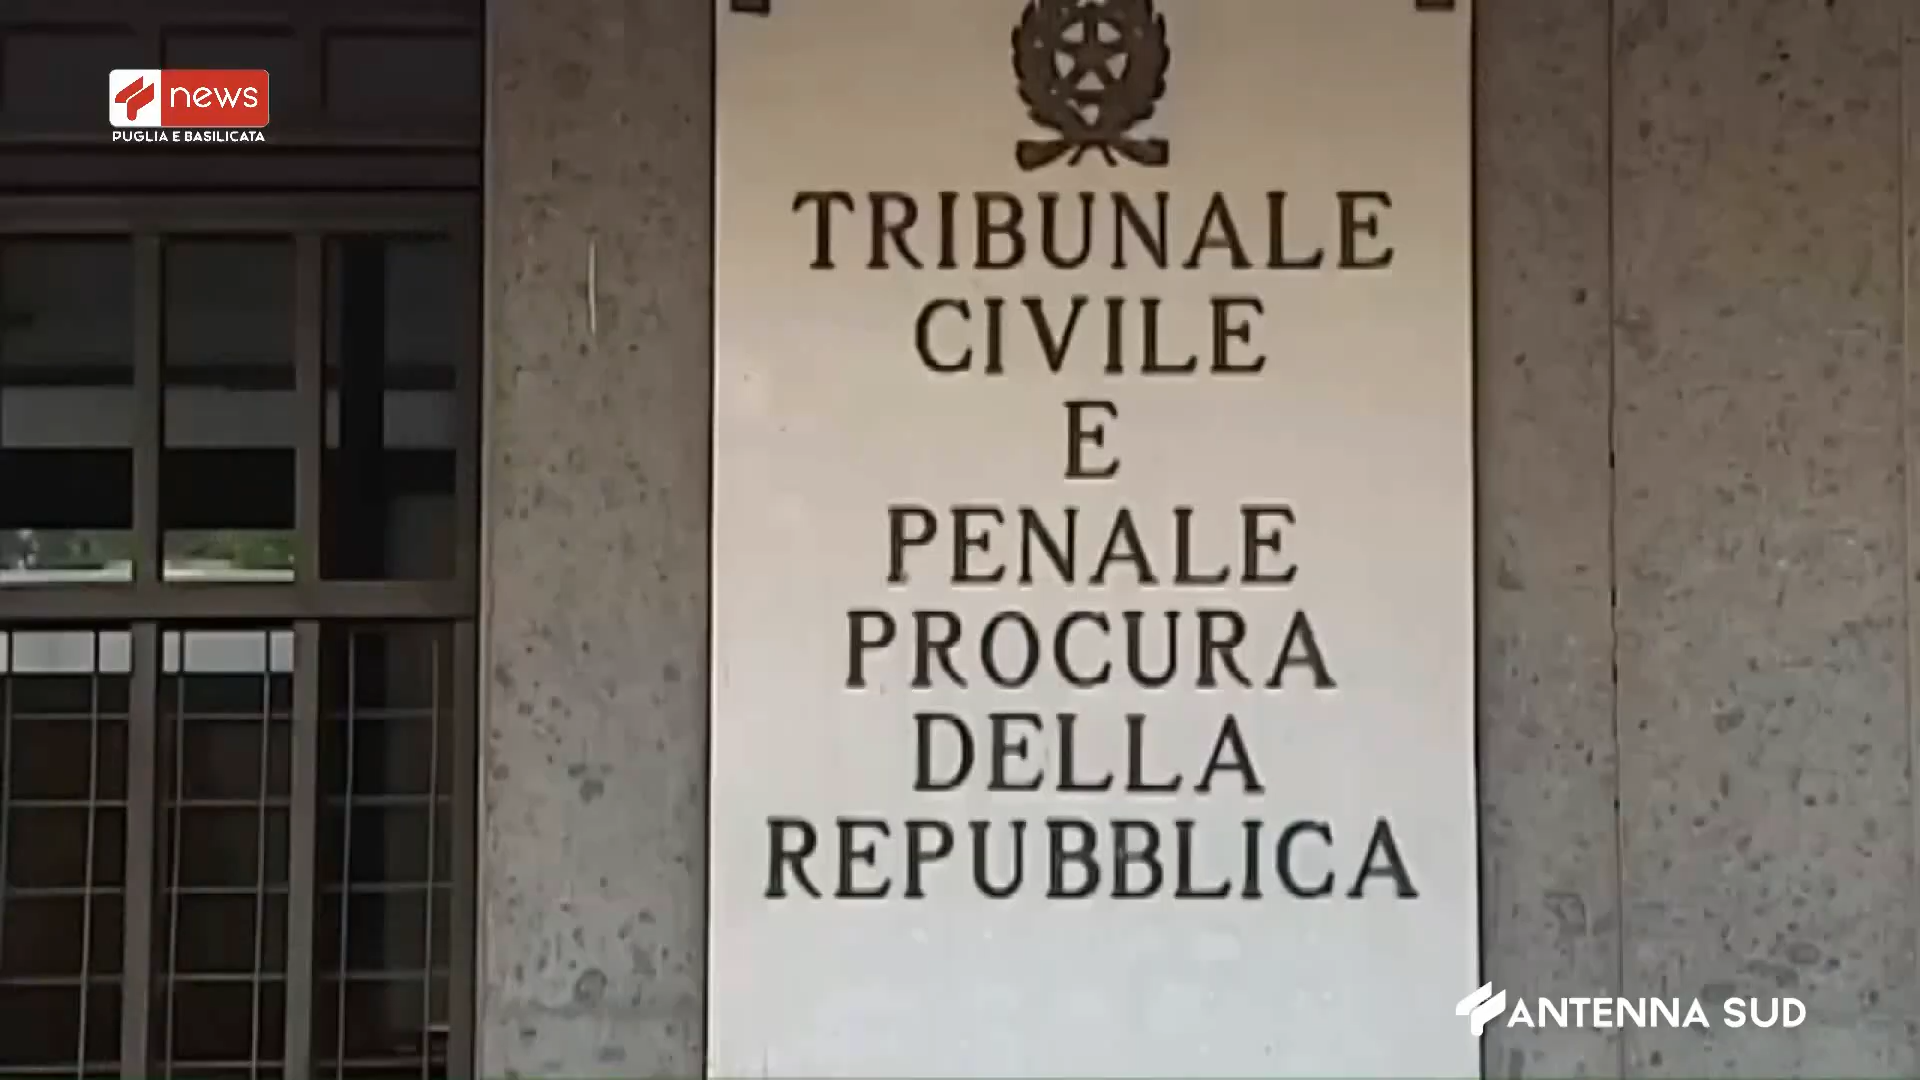 news
PUGLIA E BASILICATA
TRIBUNALE
CIVILE
E
PENALE
PROCURA
DELLA
REPUBBLICA
ANTENNA SUD